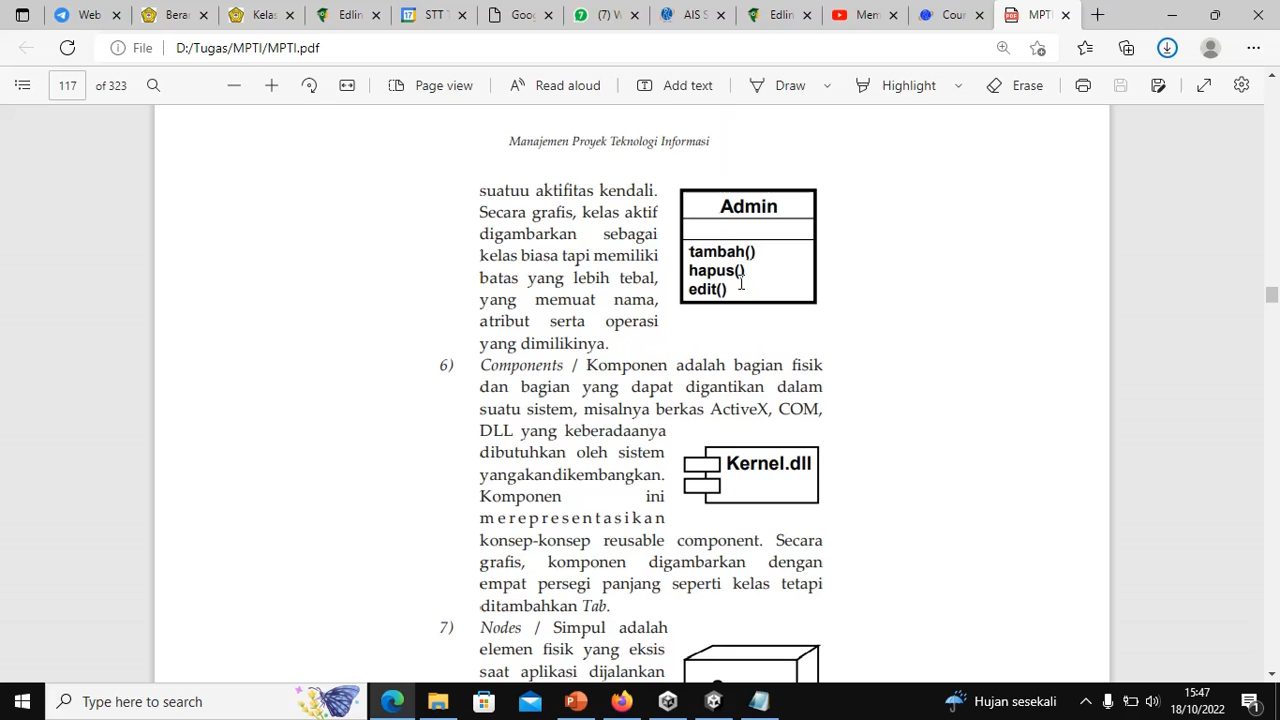 Web
Bera
Kelas
Edlin
STT
Goog
(7) W
AIS S
Edlin
Mem
Cour
MPTI
File
D:/Tugas/MPTI/MPTI.pdf
117
of 323
Page view
Read aloud
Add text
Draw
Highlight
Erase
Manajemen Proyek Teknologi Informasi
suatuu aktifitas kendali.
Secara grafis, kelas aktif
digambarkan sebagai
kelas biasa tapi memiliki
batas yang lebih tebal,
yang memuat nama,
atribut serta operasi
yang dimilikinya.
Admin
tambah()
hapus()
edit()
6) Components / Komponen adalah bagian fisik
dan bagian yang dapat digantikan dalam
suatu sistem, misalnya berkas ActiveX, COM,
DLL yang keberadaanya
dibutuhkan oleh sistem
yangakandikembangkan.
Komponen ini
merepresentasikan
Kernel.dll
konsep-konsep reusable component. Secara
grafis, komponen digambarkan dengan
empat persegi panjang seperti kelas tetapi
ditambahkan Tab.
7) Nodes / Simpul adalah
elemen fisik yang eksis
saat aplikasi dijalankan
Type here to search
Hujan sesekali
15:47
18/10/2022